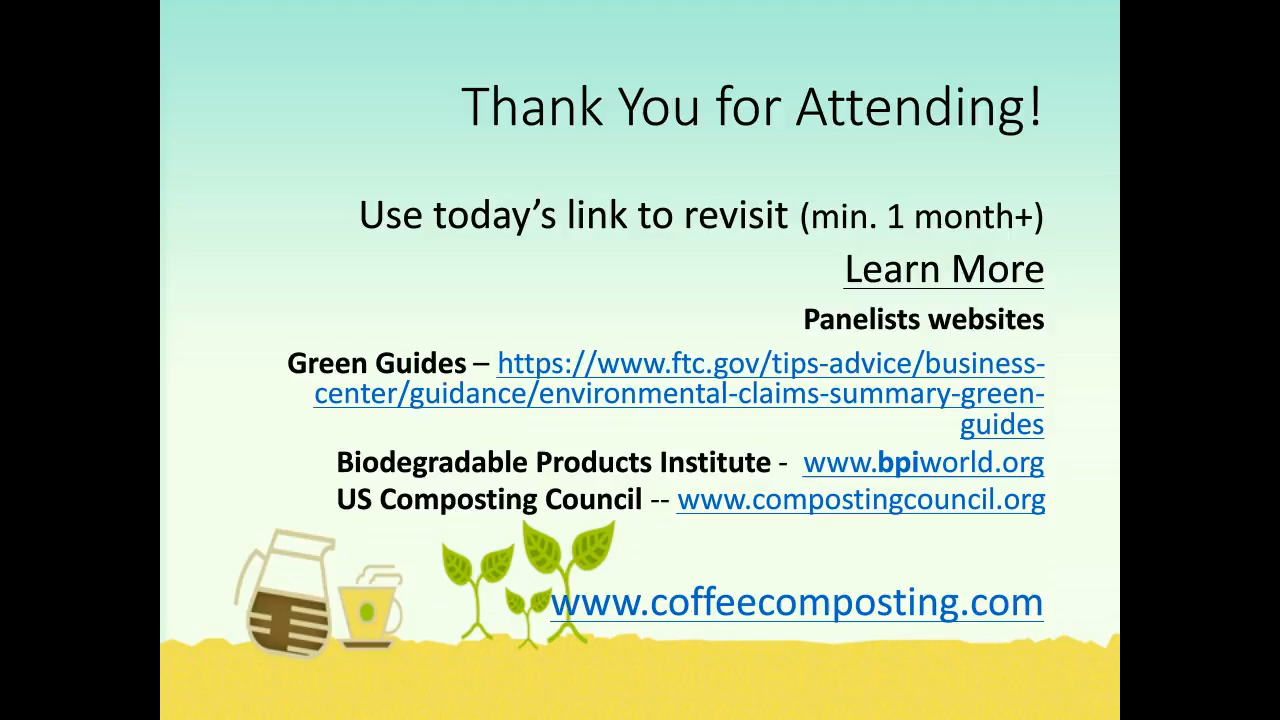 Thank You for Attending!
Use today’s link to revisit (min. 1 month+)
Learn More
Panelists websites
Green Guides – https://www.ftc.gov/tips-advice/business-
center/guidance/environmental-claims-summary-green-
guides
Biodegradable Products Institute - www.bpiworld.org
US Composting Council -- www.compostingcouncil.org
www.coffeecomposting.com